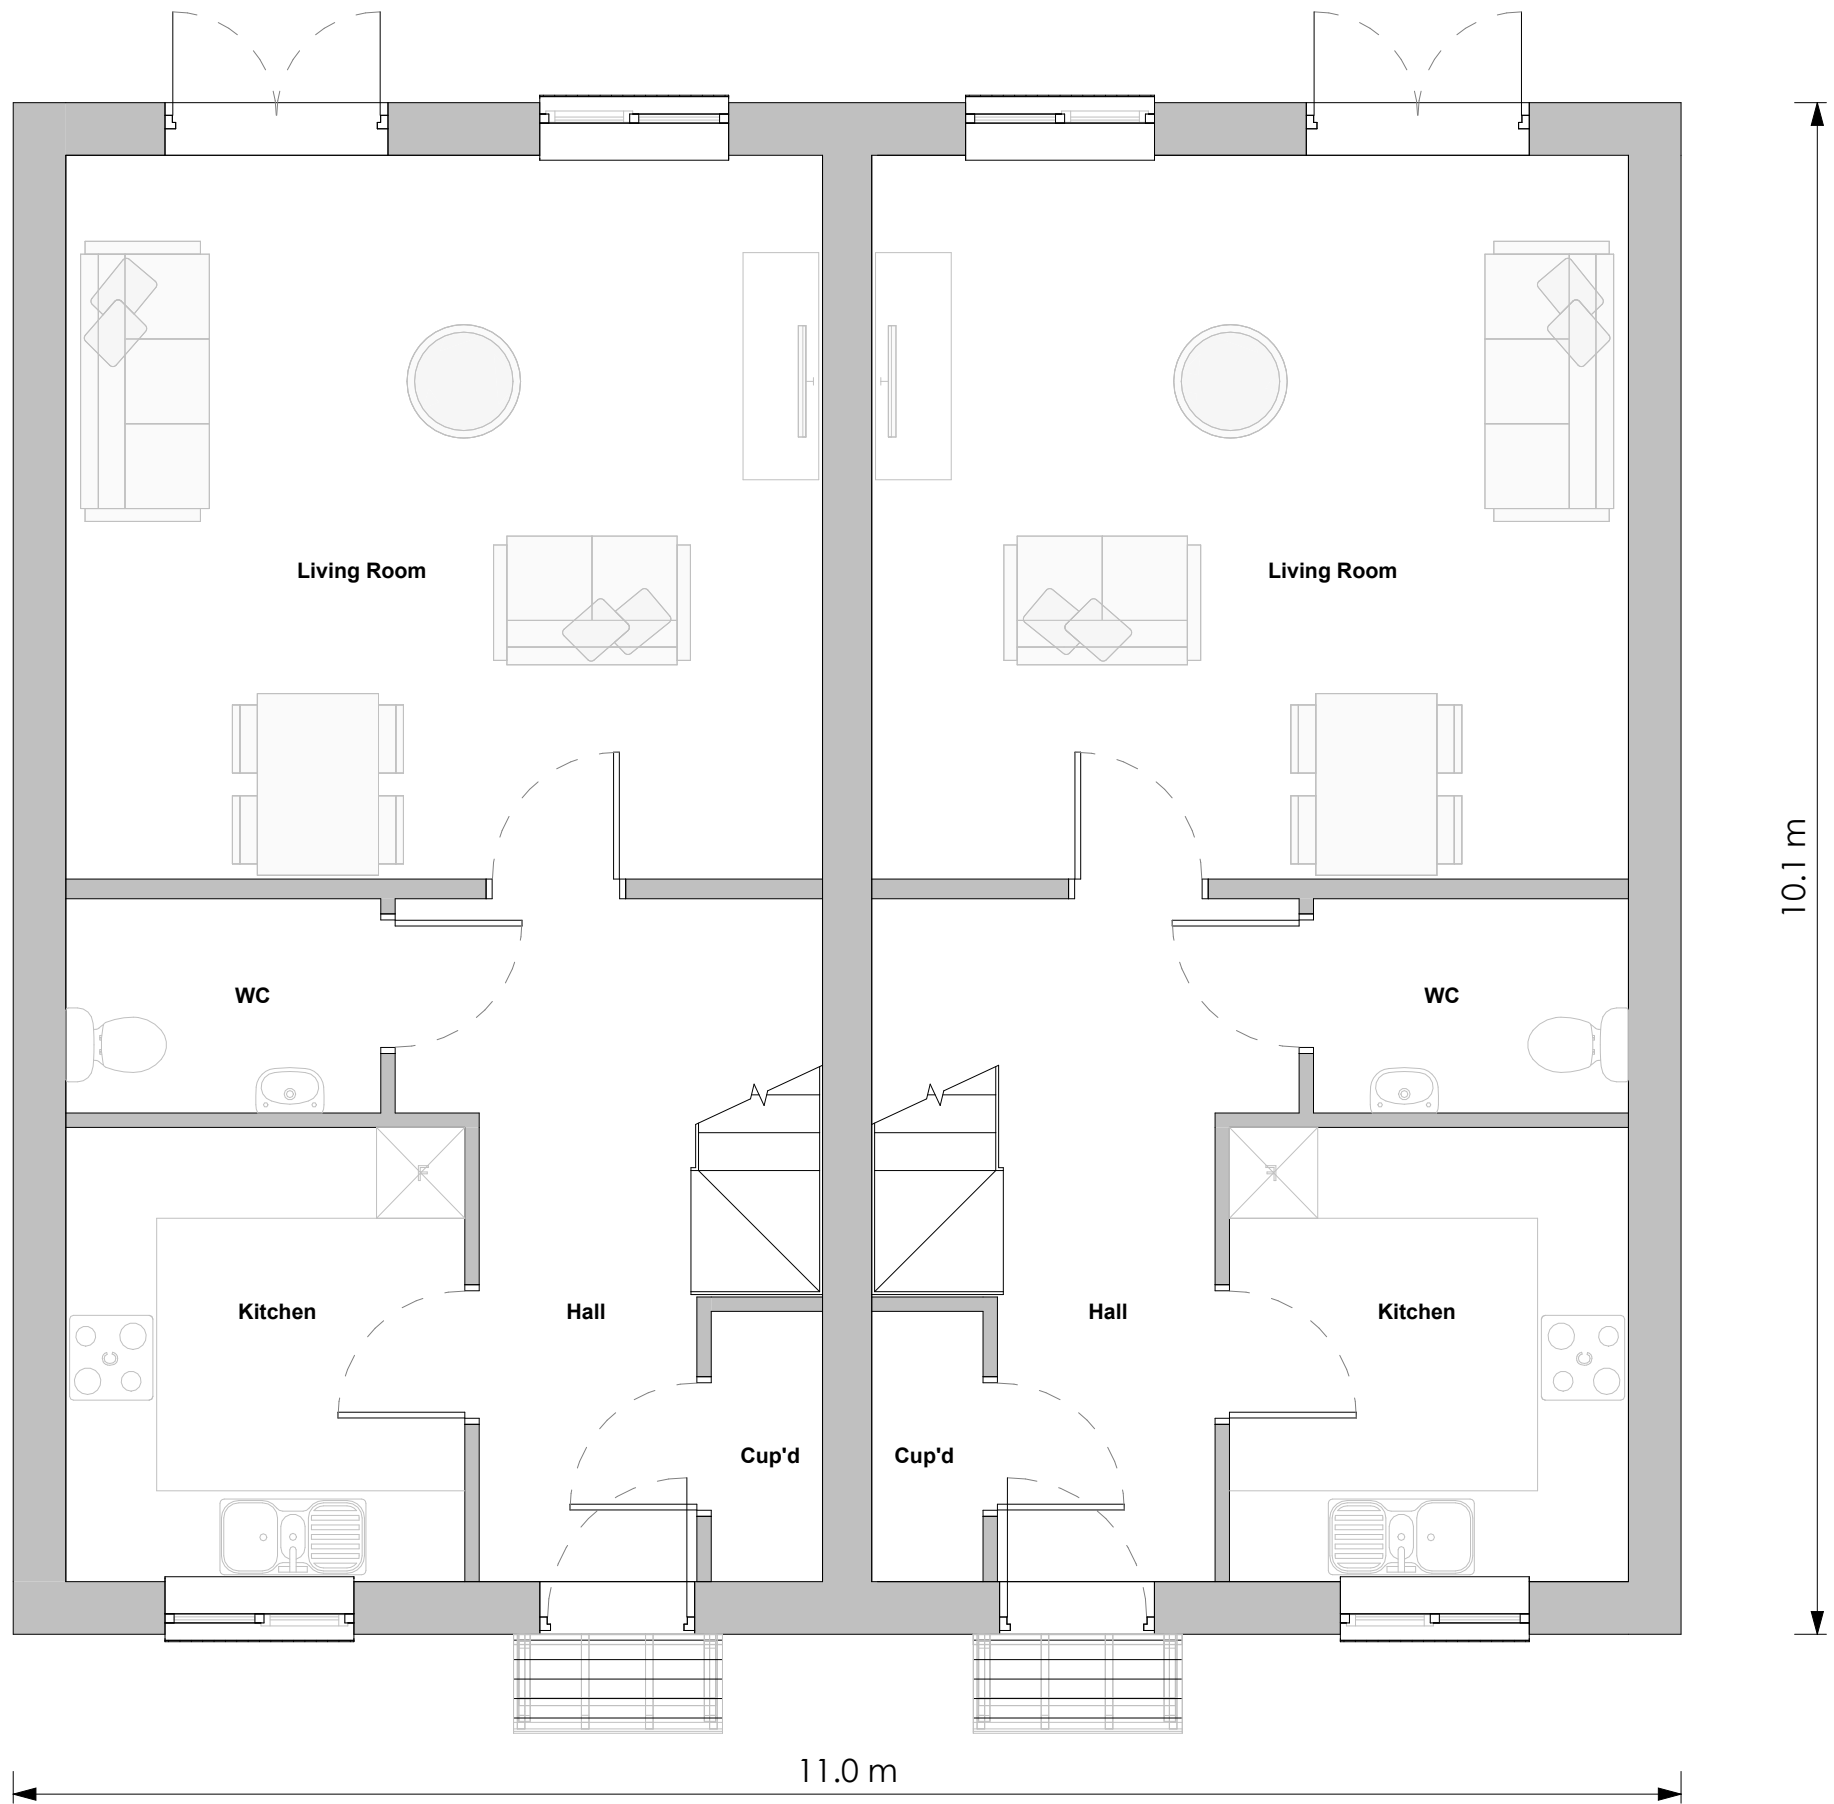 Living Room
Living Room
10.1 m
WC
WC
F
F
Kitchen
Hall
Hall
Kitchen
Cup'd
Cup'd
11.0 m